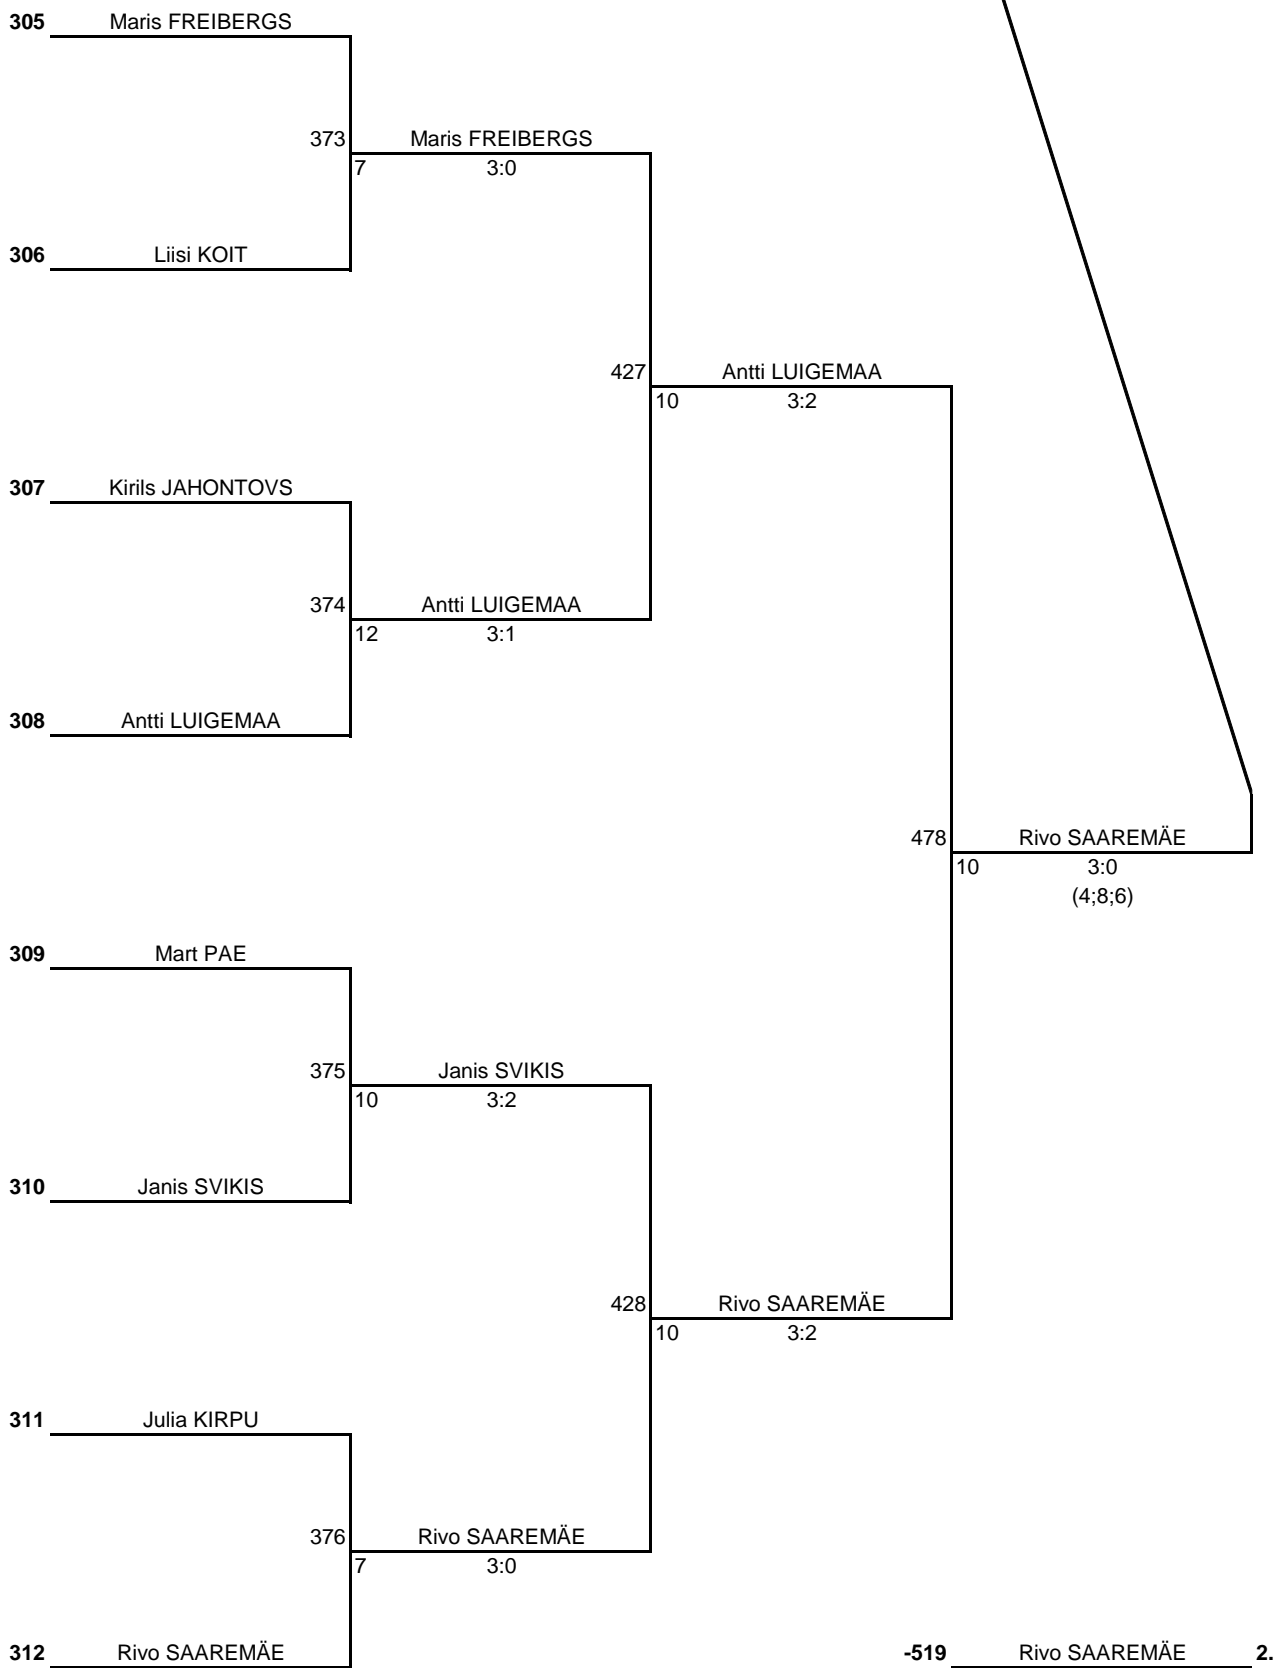 305 Maris FREIBERGS
373 Maris FREIBERGS
7 3:0
306 Liisi KOIT
427 Antti LUIGEMAA
10 3:2
307 Kirils JAHONTOVS
374 Antti LUIGEMAA
12 3:1
308 Antti LUIGEMAA
478 Rivo SAAREMÄE
10 3:0
(4;8;6)
309 Mart PAE
375 Janis SVIKIS
10 3:2
310 Janis SVIKIS
428 Rivo SAAREMÄE
10 3:2
311 Julia KIRPU
376 Rivo SAAREMÄE
7 3:0
312 Rivo SAAREMÄE
-519 Rivo SAAREMÄE 2.